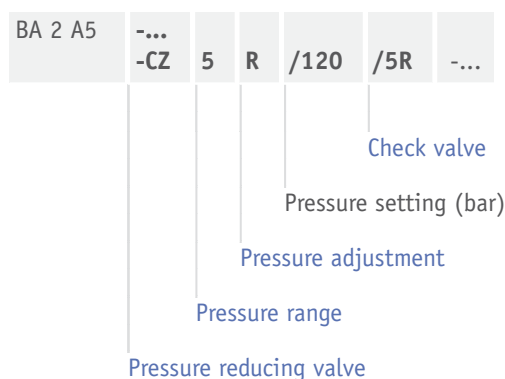 BA 2 A5 -...
-CZ 5 R /120 /5R -...
Check valve
Pressure setting (bar)
Pressure adjustment
Pressure range
Pressure reducing valve